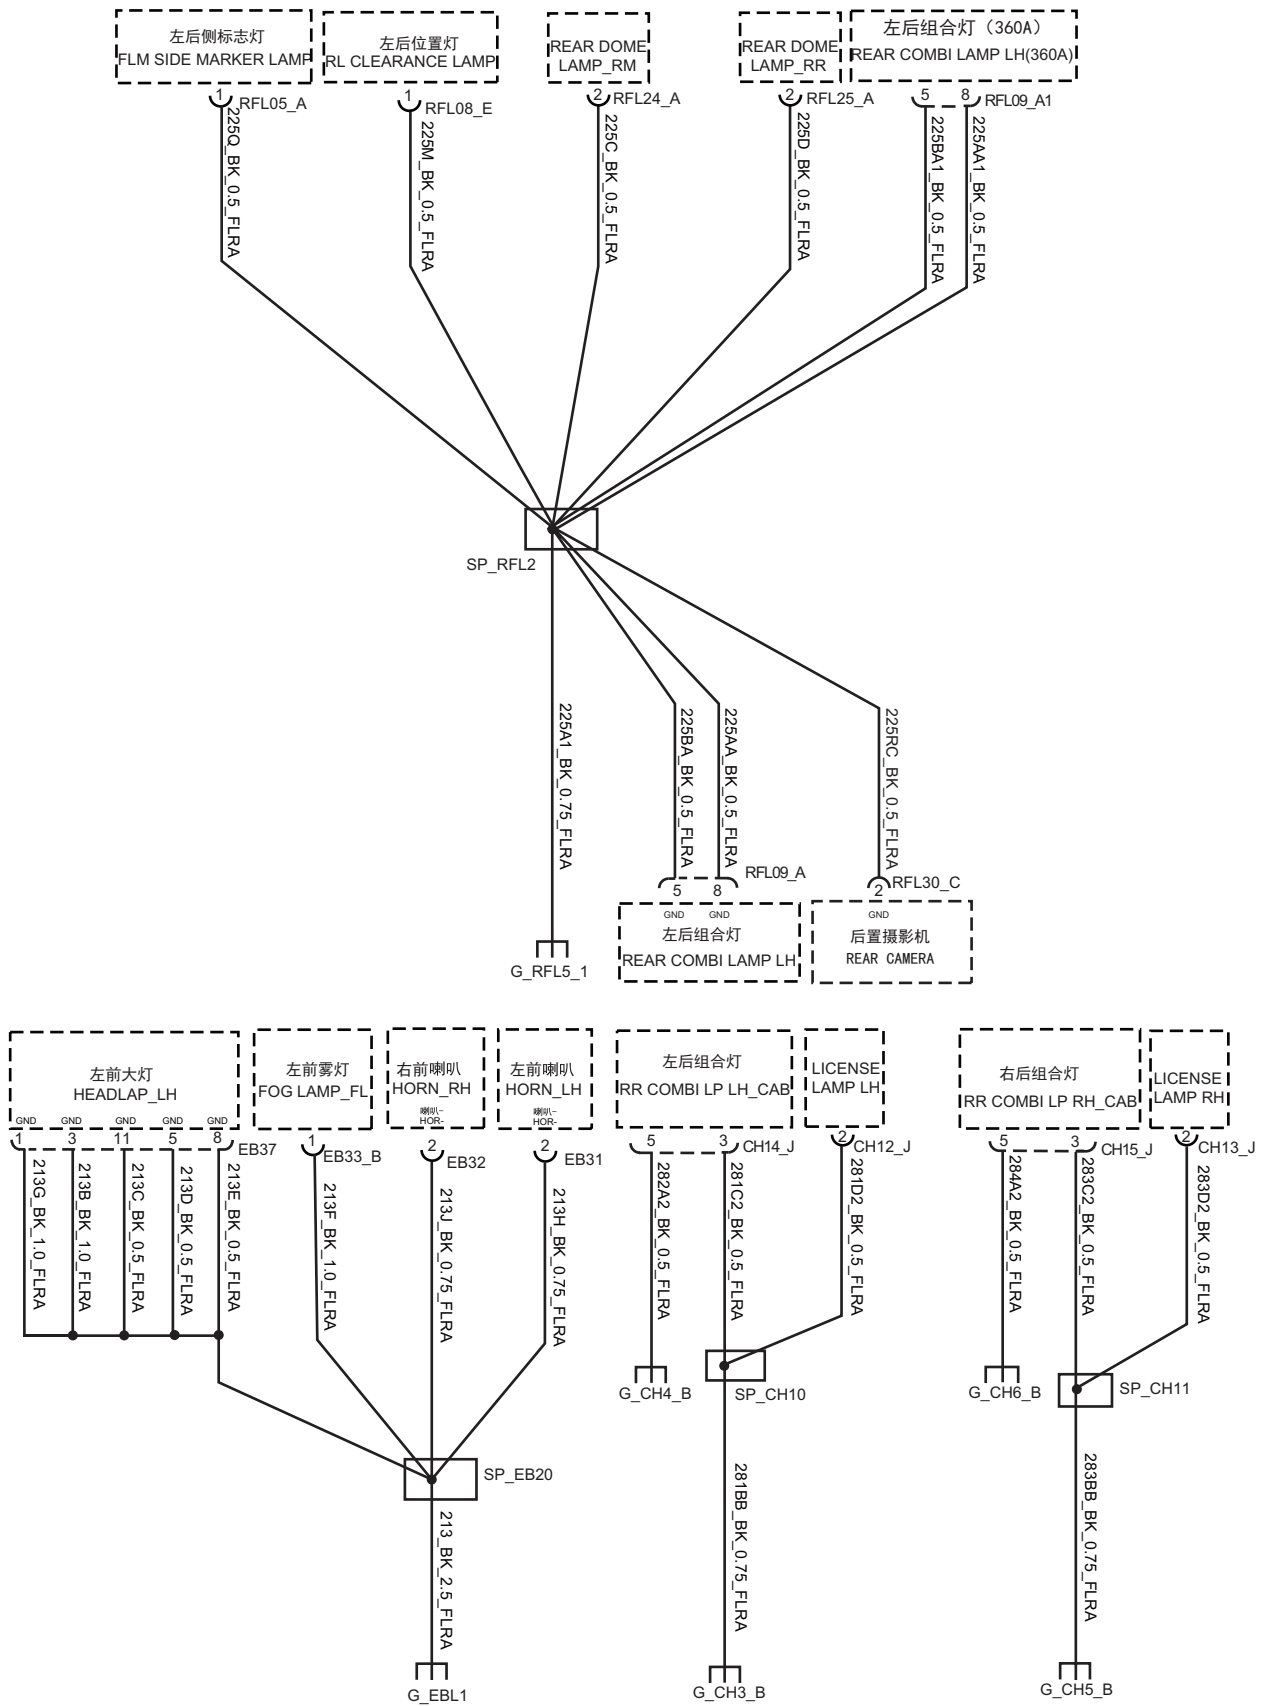 左后侧标志灯
FLM SIDE MARKER LAMP
左后位置灯
RL CLEARANCE LAMP
REAR DOME
LAMP_RM
REAR DOME
LAMP_RR
左后组合灯（360A）
REAR COMBI LAMP LH(360A)
1
RFL05_A
1
RFL08_E
2
RFL24_A
2
RFL25_A
5
8
RFL09_A1
225Q_BK_0.5_FLRA
225M_BK_0.5_FLRA
225C_BK_0.5_FLRA
225D_BK_0.5_FLRA
225BA1_BK_0.5_FLRA
225AA1_BK_0.5_FLRA
SP_RFL2
225A1_BK_0.75_FLRA
225BA_BK_0.5_FLRA
225AA_BK_0.5_FLRA
225RC_BK_0.5_FLRA
RFL09_A
5
8
RFL30_C
2
GND
GND
左后组合灯
REAR COMBI LAMP LH
GND
后置摄影机
REAR CAMERA
G_RFL5_1
左前大灯
HEADLAP_LH
GND
GND
GND
GND
GND
1
3
11
5
8
EB37
左前雾灯
FOG LAMP_FL
1
EB33_B
右前喇叭
HORN_RH
喇叭-
HOR-
2
EB32
左前喇叭
HORN_LH
喇叭-
HOR-
2
EB31
左后组合灯
RR COMBI LP LH_CAB
5
3
CH14_J
LICENSE
LAMP LH
2
CH12_J
右后组合灯
RR COMBI LP RH_CAB
5
3
CH15_J
LICENSE
LAMP RH
2
CH13_J
213G_BK_1.0_FLRA
213B_BK_1.0_FLRA
213C_BK_0.5_FLRA
213D_BK_0.5_FLRA
213E_BK_0.5_FLRA
213F_BK_1.0_FLRA
213J_BK_0.75_FLRA
213H_BK_0.75_FLRA
282A2_BK_0.5_FLRA
281C2_BK_0.5_FLRA
281D2_BK_0.5_FLRA
284A2_BK_0.5_FLRA
283C2_BK_0.5_FLRA
283D2_BK_0.5_FLRA
G_CH4_B
SP_CH10
G_CH6_B
SP_CH11
SP_EB20
213_BK_2.5_FLRA
281BB_BK_0.75_FLRA
283BB_BK_0.75_FLRA
G_EBL1
G_CH3_B
G_CH5_B